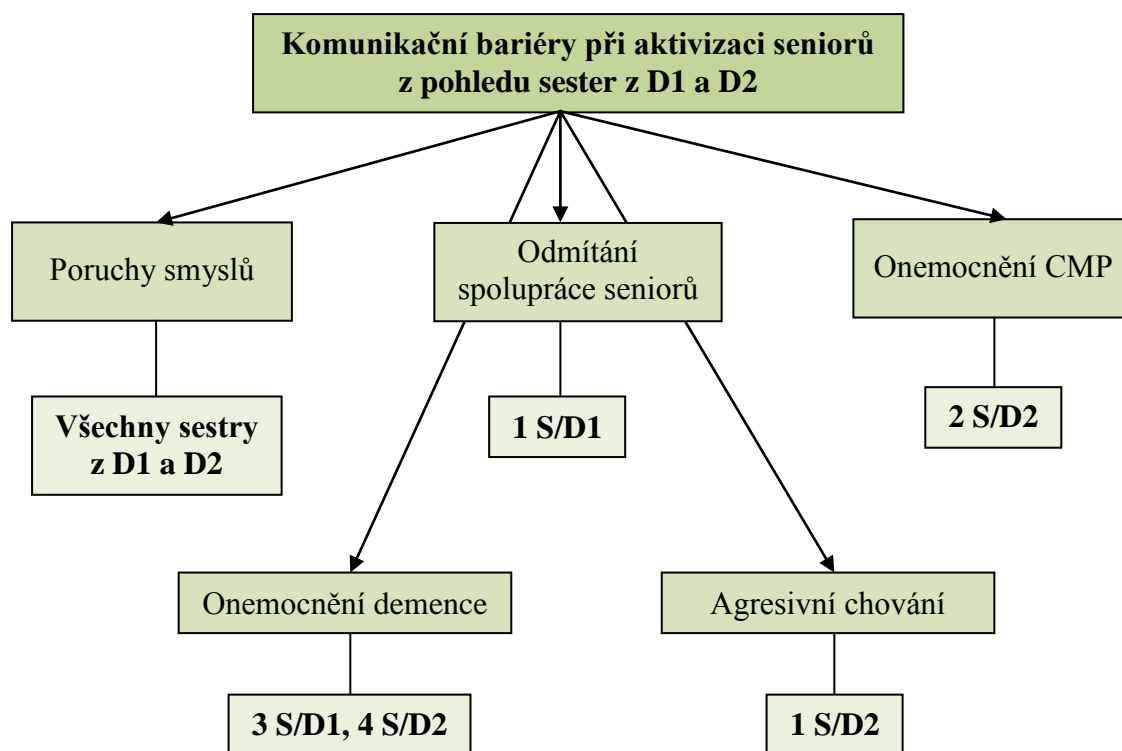 Komunikační bariéry při aktivizaci seniorů
z pohledu sester z D1 a D2
Poruchy smyslů
Odmítání
spolupráce seniorů
Onemocnění CMP
Všechny sestry
z D1 a D2
1 S/D1
2 S/D2
Onemocnění demence
Agresivní chování
3 S/D1, 4 S/D2
1 S/D2